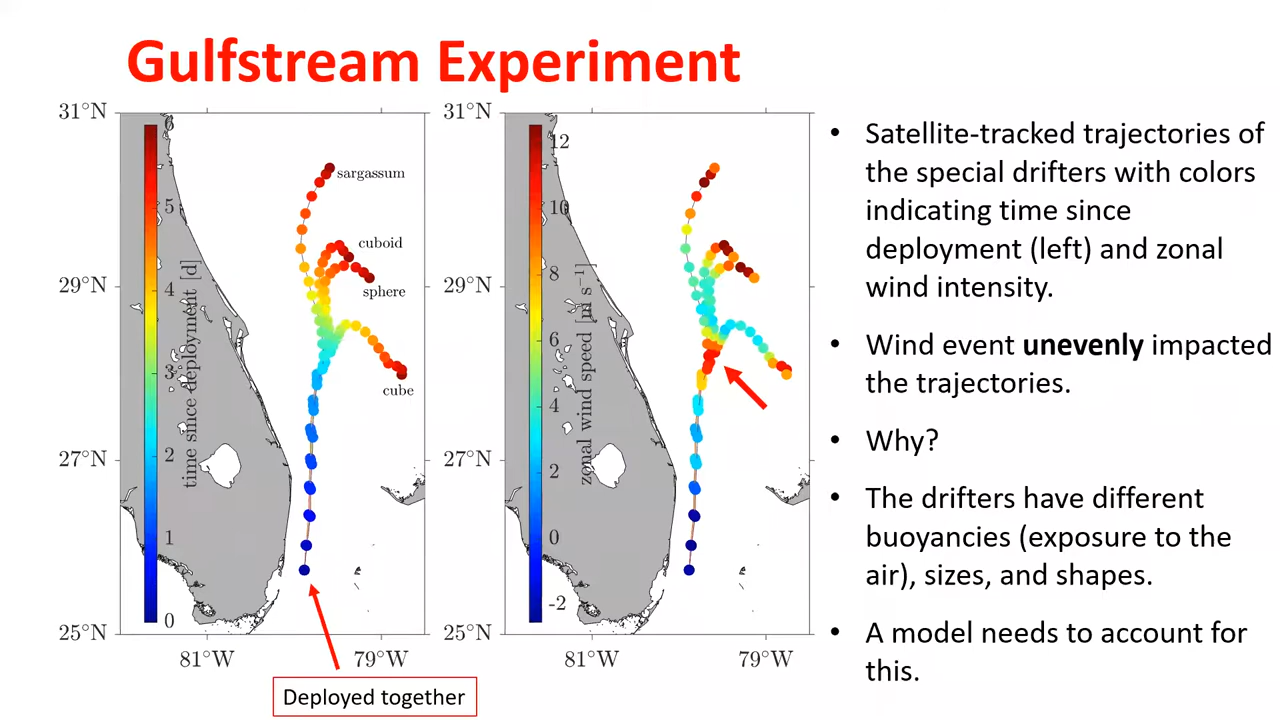 Gulfstream Experiment
31°N
29°N
27°N
25°N
81°W
79°W
6
5
4
3
2
1
0
time since deployment [d]
sargassum
cuboid
sphere
cube
Deployed together
31°N
29°N
27°N
25°N
81°W
79°W
12
10
8
6
4
2
0
-2
zonal wind speed [m s⁻¹]
• Satellite-tracked trajectories of
the special drifters with colors
indicating time since
deployment (left) and zonal
wind intensity.
• Wind event unevenly impacted
the trajectories.
• Why?
• The drifters have different
buoyancies (exposure to the
air), sizes, and shapes.
• A model needs to account for
this.